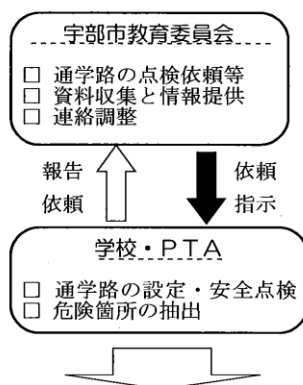 宇部市教育委員会
□ 通学路の点検依頼等
□ 資料収集と情報提供
□ 連絡調整
報告 依頼
依頼 指示
学校・PTA
□ 通学路の設定・安全点検
□ 危険箇所の抽出